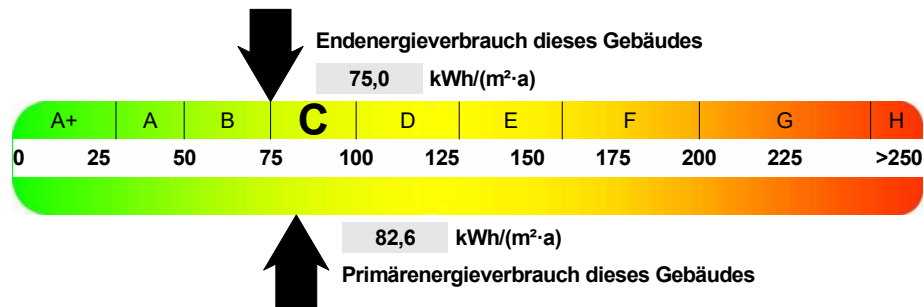 Endenergieverbrauch dieses Gebäudes
75,0 kWh/(m²·a)
A+ A B C D E F G H
0 25 50 75 100 125 150 175 200 225 >250
82,6 kWh/(m²·a)
Primärenergieverbrauch dieses Gebäudes